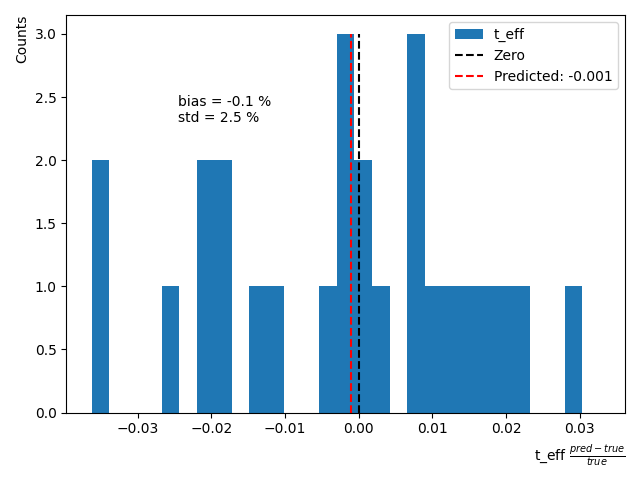 Counts
3.0
2.5
2.0
1.5
1.0
0.5
0.0
t_eff
Zero
Predicted: -0.001
bias = -0.1 %
std = 2.5 %
−0.03 −0.02 −0.01 0.00 0.01 0.02 0.03
t_eff pred−true
true